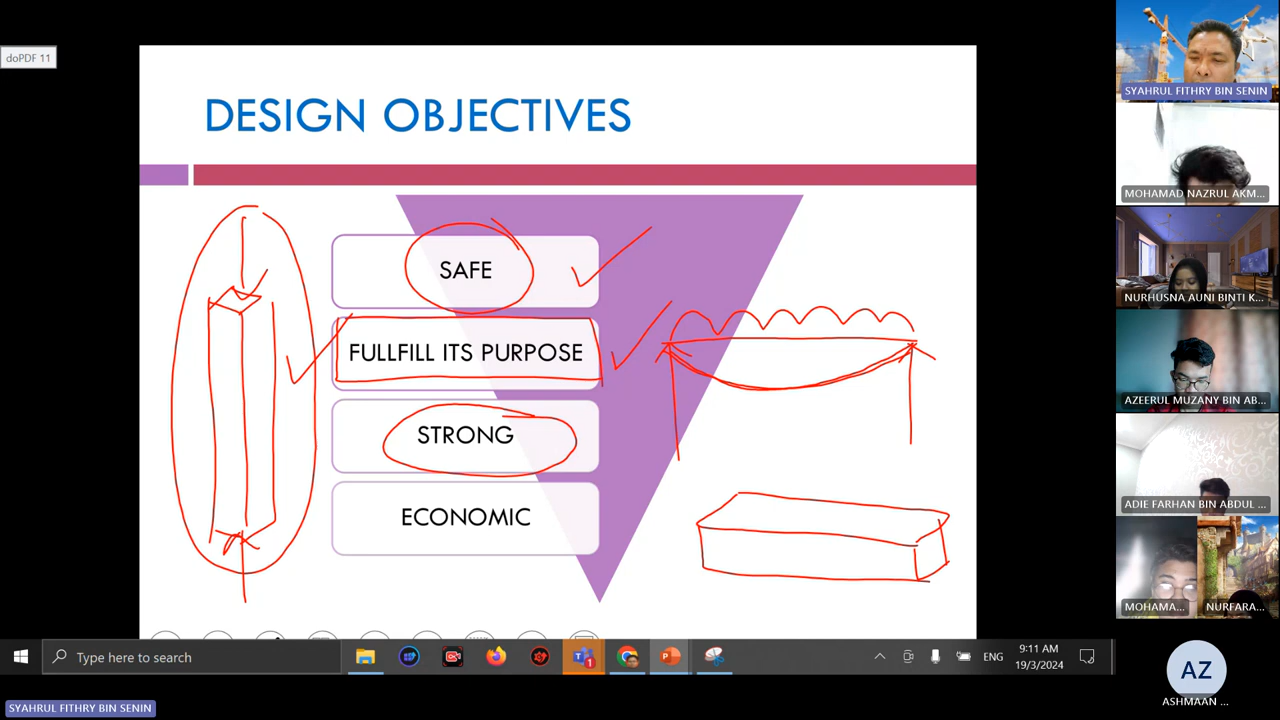 doPDF 11
DESIGN OBJECTIVES
SAFE
FULLFILL ITS PURPOSE
STRONG
ECONOMIC
SYAHRUL FITHRY BIN SENIN
MOHAMAD NAZRUL AKM...
NURHUSNA AUNI BINTI K...
AZEERUL MUZANY BIN AB...
ADIE FARHAN BIN ABDUL ...
MOHAMA...
NURFARA...
AZ
ASHMAAN ...
Type here to search
1
ENG
9:11 AM
19/3/2024
SYAHRUL FITHRY BIN SENIN